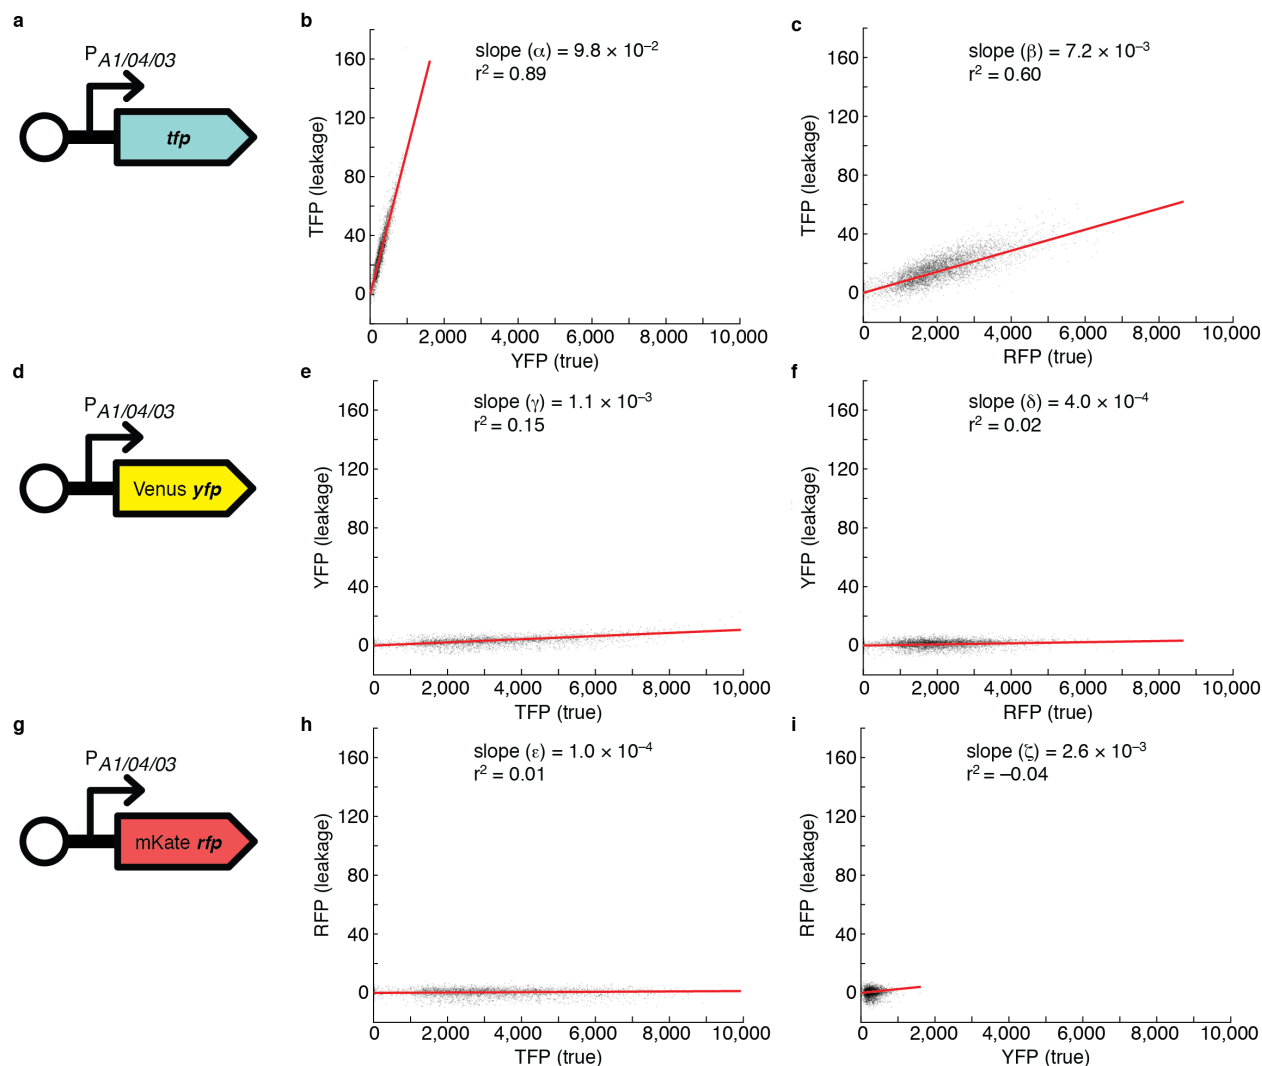 a
P A1/04/03
tfp
b
slope (α) = 9.8 × 10⁻²
r² = 0.89
160
120
80
40
0
TFP (leakage)
0 2,000 4,000 6,000 8,000 10,000
YFP (true)
c
slope (β) = 7.2 × 10⁻³
r² = 0.60
160
120
80
40
0
TFP (leakage)
0 2,000 4,000 6,000 8,000 10,000
RFP (true)
d
P A1/04/03
Venus yfp
e
slope (γ) = 1.1 × 10⁻³
r² = 0.15
160
120
80
40
0
YFP (leakage)
0 2,000 4,000 6,000 8,000 10,000
TFP (true)
f
slope (δ) = 4.0 × 10⁻⁴
r² = 0.02
160
120
80
40
0
YFP (leakage)
0 2,000 4,000 6,000 8,000 10,000
RFP (true)
g
P A1/04/03
mKate rfp
h
slope (ε) = 1.0 × 10⁻⁴
r² = 0.01
160
120
80
40
0
RFP (leakage)
0 2,000 4,000 6,000 8,000 10,000
TFP (true)
i
slope (ζ) = 2.6 × 10⁻³
r² = –0.04
160
120
80
40
0
RFP (leakage)
0 2,000 4,000 6,000 8,000 10,000
YFP (true)